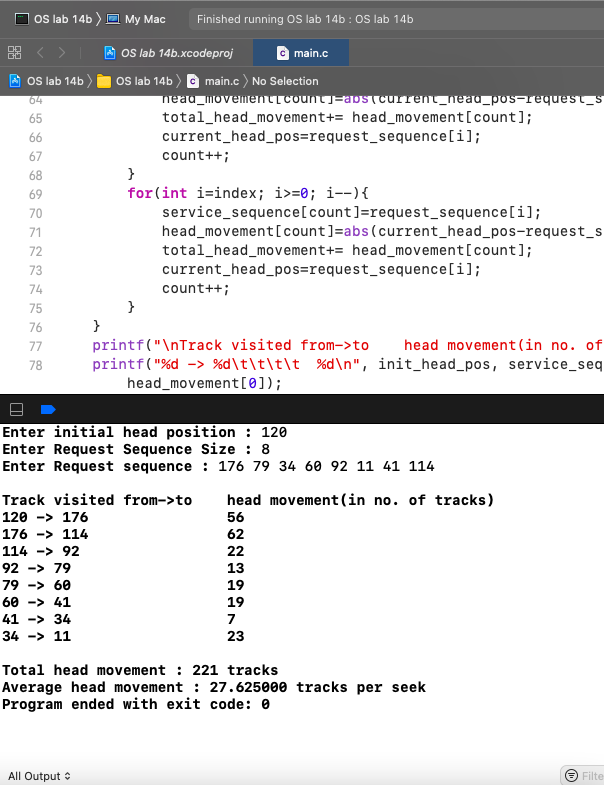 OS lab 14b 〉 My Mac Finished running OS lab 14b : OS lab 14b
OS lab 14b.xcodeproj main.c
OS lab 14b 〉 OS lab 14b 〉 main.c 〉 No Selection
64 head_movement[count]=abs(current_head_pos-request_s
65 total_head_movement+= head_movement[count];
66 current_head_pos=request_sequence[i];
67 count++;
68 }
69 for(int i=index; i>=0; i--){
70 service_sequence[count]=request_sequence[i];
71 head_movement[count]=abs(current_head_pos-request_s
72 total_head_movement+= head_movement[count];
73 current_head_pos=request_sequence[i];
74 count++;
75 }
76 }
77 printf("\nTrack visited from->to    head movement(in no. of
78 printf("%d -> %d\t\t\t\t  %d\n", init_head_pos, service_seq
head_movement[0]);
Enter initial head position : 120
Enter Request Sequence Size : 8
Enter Request sequence : 176 79 34 60 92 11 41 114
Track visited from->to    head movement(in no. of tracks)
120 -> 176 56
176 -> 114 62
114 -> 92 22
92 -> 79 13
79 -> 60 19
60 -> 41 19
41 -> 34 7
34 -> 11 23
Total head movement : 221 tracks
Average head movement : 27.625000 tracks per seek
Program ended with exit code: 0
All Output Filte